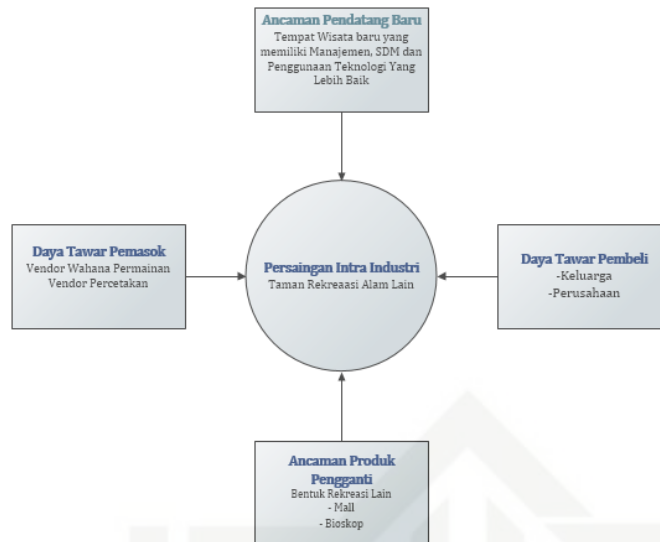 Ancaman Pendatang Baru
Tempat Wisata baru yang
memiliki Manajemen, SDM dan
Penggunaan Teknologi Yang
Lebih Baik
Daya Tawar Pemasok
Vendor Wahana Permainan
Vendor Percetakan
Persaingan Intra Industri
Taman Rekreaasi Alam Lain
Daya Tawar Pembeli
-Keluarga
-Perusahaan
Ancaman Produk
Pengganti
Bentuk Rekreasi Lain
- Mall
- Bioskop